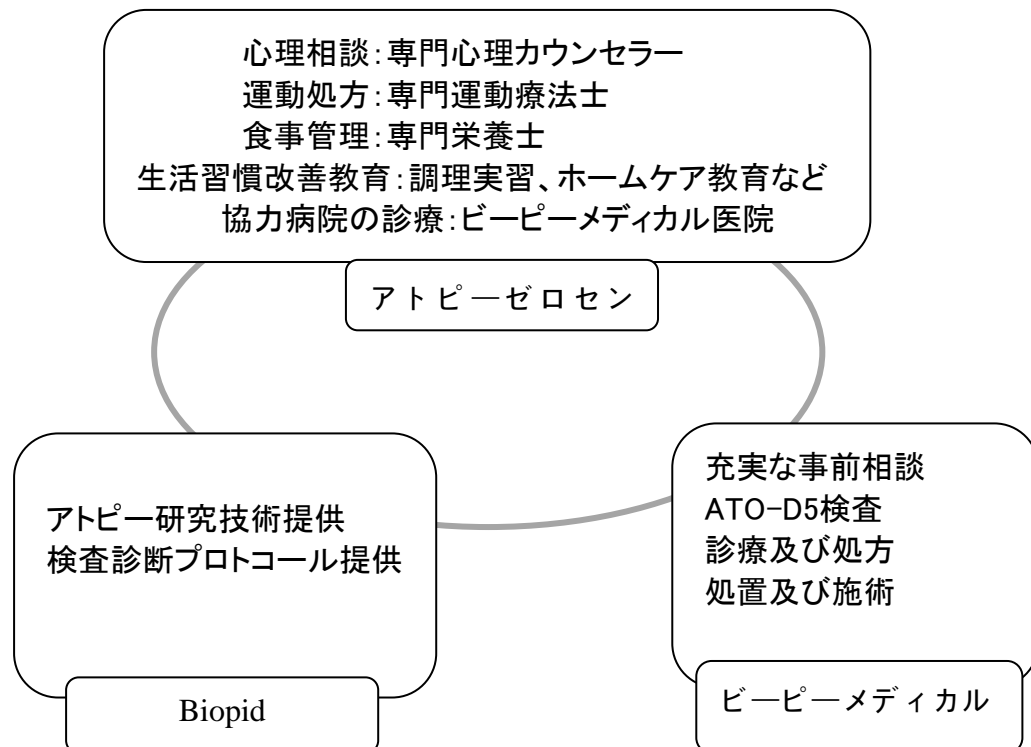 心理相談：専門心理カウンセラー
運動処方：専門運動療法士
食事管理：専門栄養士
生活習慣改善教育：調理実習、ホームケア教育など
協力病院の診療：ビーピーメディカル医院
アトピーゼロセン
アトピー研究技術提供
検査診断プロトコール提供
Biopid
充実な事前相談
ATO-D5検査
診療及び処方
処置及び施術
ビーピーメディカル